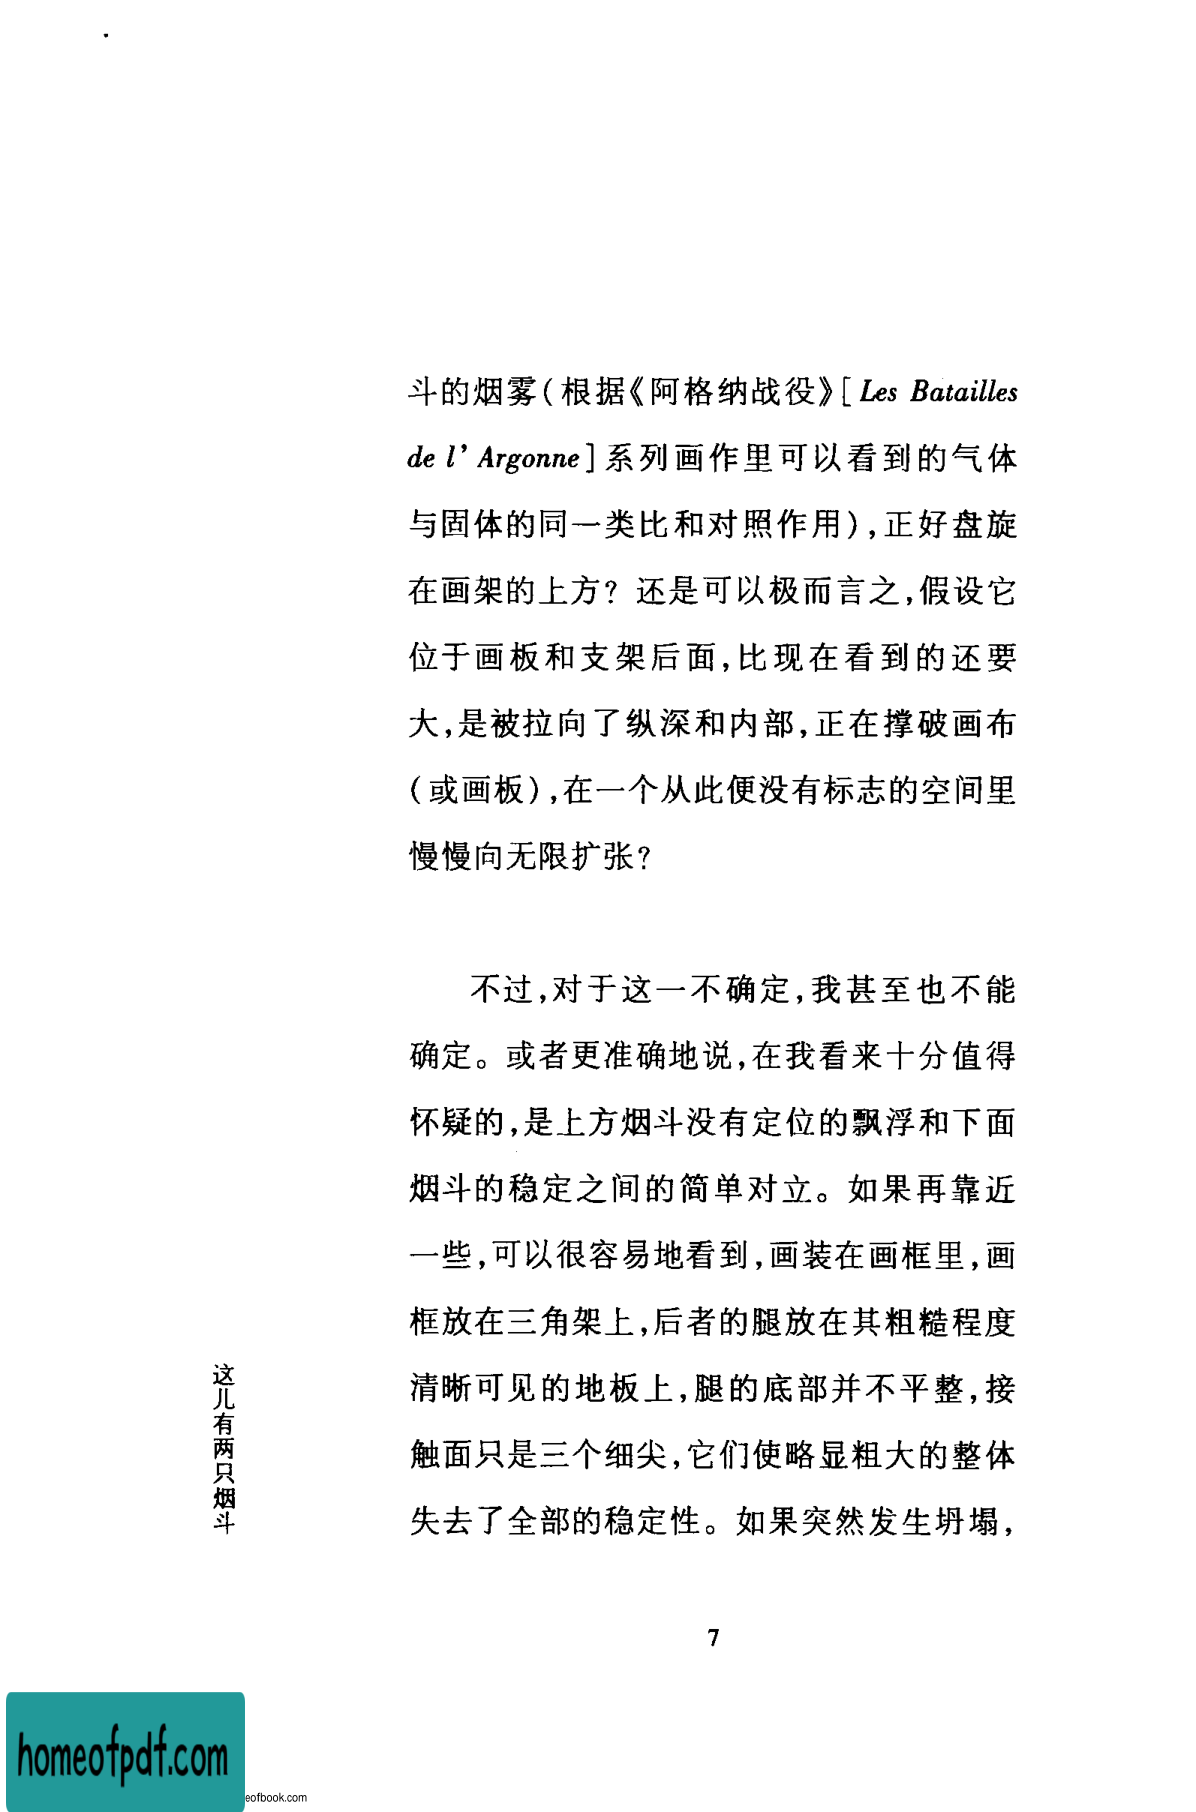 斗的烟雾(根据《阿格纳战役》[Les Batailles
de l' Argonne]系列画作里可以看到的气体
与固体的同一类比和对照作用),正好盘旋
在画架的上方? 还是可以极而言之,假设它
位于画板和支架后面,比现在看到的还要
大,是被拉向了纵深和内部,正在撑破画布
(或画板),在一个从此便没有标志的空间里
慢慢向无限扩张?
不过,对于这一不确定,我甚至也不能
确定。或者更准确地说,在我看来十分值得
怀疑的,是上方烟斗没有定位的飘浮和下面
烟斗的稳定之间的简单对立。如果再靠近
一些,可以很容易地看到,画装在画框里,画
框放在三角架上,后者的腿放在其粗糙程度
清晰可见的地板上,腿的底部并不平整,接
触面只是三个细尖,它们使略显粗大的整体
失去了全部的稳定性。如果突然发生坍塌,
这儿有两只烟斗
7
homeofpdf.com
eofbook.com